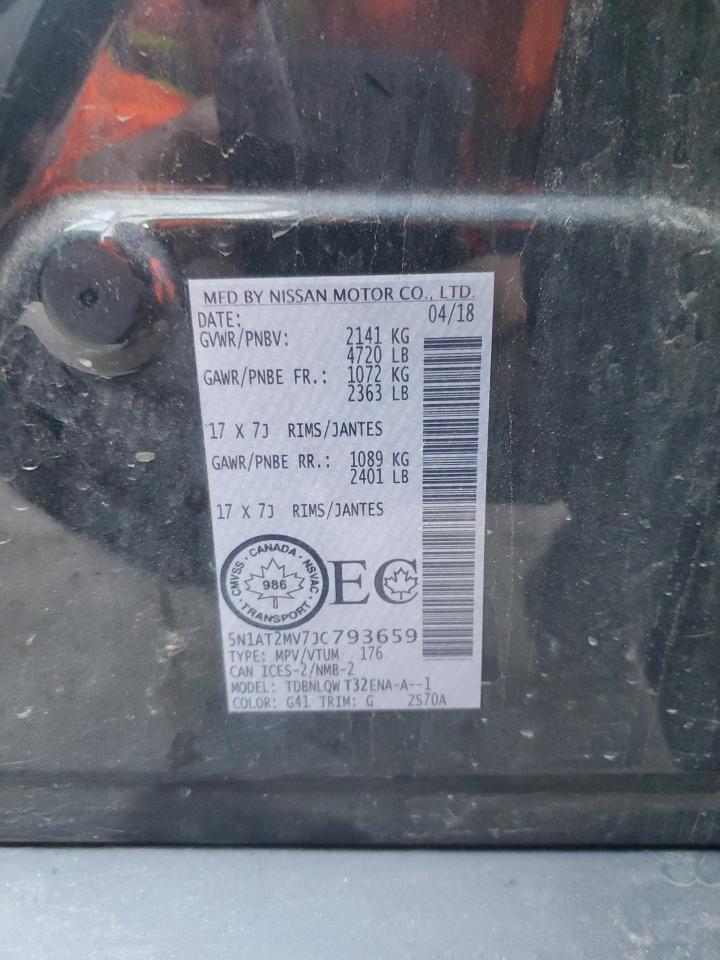 MFD BY NISSAN MOTOR CO., LTD.
DATE: 04/18
GVWR/PNBV: 2141 KG
4720 LB
GAWR/PNBE FR.: 1072 KG
2363 LB
17 X 7J RIMS/JANTES
GAWR/PNBE RR.: 1089 KG
2401 LB
17 X 7J RIMS/JANTES
CMVSS · CANADA · NSVAC
986
· TRANSPORT ·
EC
5N1AT2MV7JC793659
TYPE: MPV/VTUM 176
CAN ICES-2/NMB-2
MODEL: TDBNLQW T32ENA-A--1
COLOR: G41 TRIM: G ZS70A